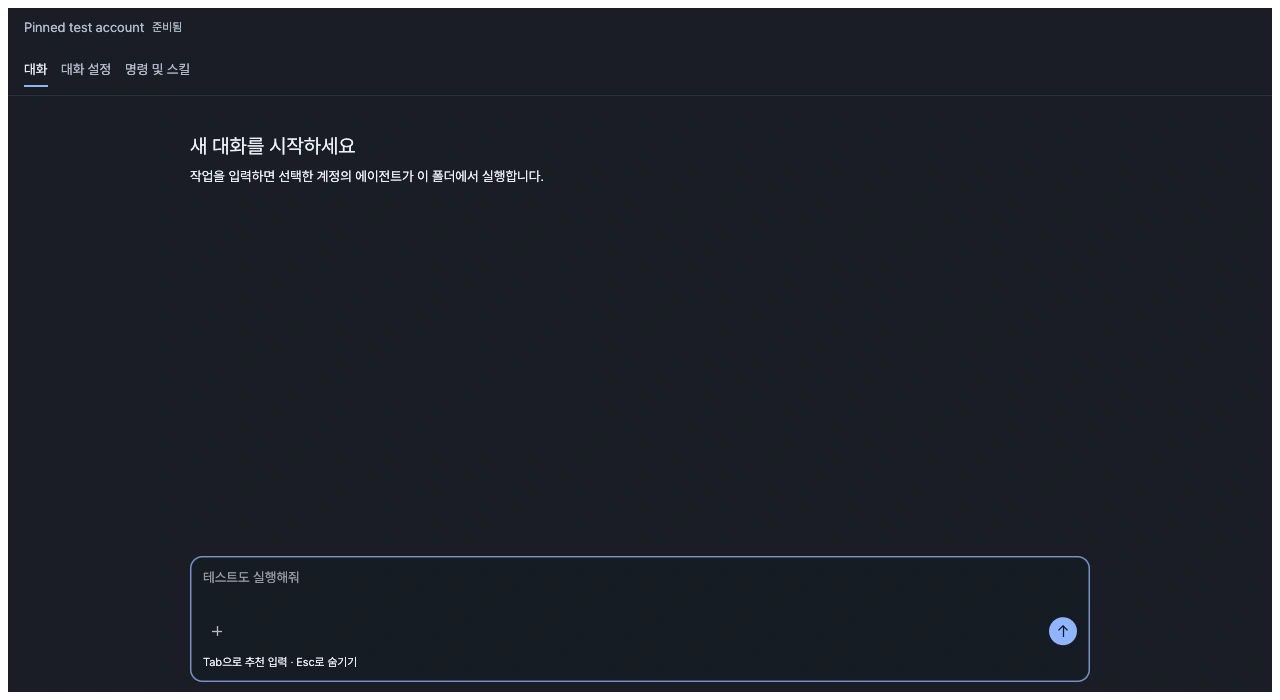 Pinned test account 준비됨
대화 대화 설정 명령 및 스킬
새 대화를 시작하세요
작업을 입력하면 선택한 계정의 에이전트가 이 폴더에서 실행합니다.
테스트도 실행해줘
Tab으로 추천 입력 · Esc로 숨기기